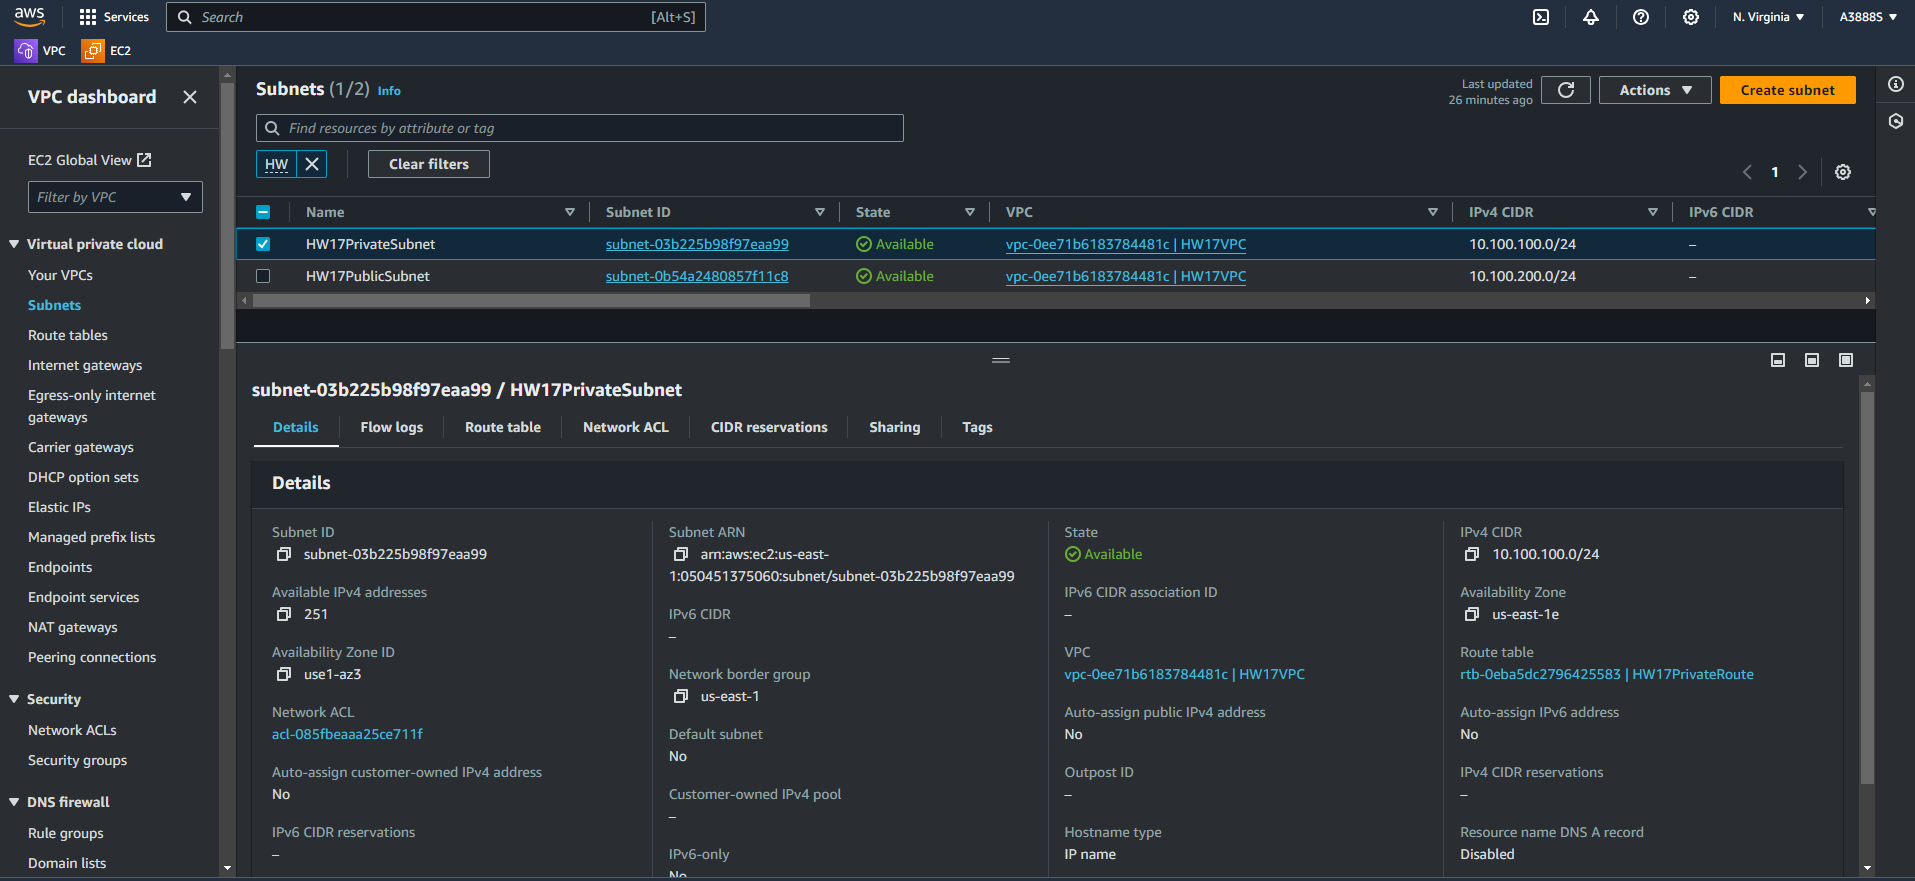 aws
Services
Search
[Alt+S]
N. Virginia
A3888S
VPC
EC2
VPC dashboard
EC2 Global View
Filter by VPC
Virtual private cloud
Your VPCs
Subnets
Route tables
Internet gateways
Egress-only internet
gateways
Carrier gateways
DHCP option sets
Elastic IPs
Managed prefix lists
Endpoints
Endpoint services
NAT gateways
Peering connections
Security
Network ACLs
Security groups
DNS firewall
Rule groups
Domain lists
Subnets (1/2) Info
Last updated
26 minutes ago
Actions
Create subnet
Find resources by attribute or tag
HW
Clear filters
1
Name Subnet ID State VPC IPv4 CIDR IPv6 CIDR
HW17PrivateSubnet subnet-03b225b98f97eaa99 Available vpc-0ee71b6183784481c | HW17VPC 10.100.100.0/24 –
HW17PublicSubnet subnet-0b54a2480857f11c8 Available vpc-0ee71b6183784481c | HW17VPC 10.100.200.0/24 –
subnet-03b225b98f97eaa99 / HW17PrivateSubnet
Details Flow logs Route table Network ACL CIDR reservations Sharing Tags
Details
Subnet ID
subnet-03b225b98f97eaa99
Available IPv4 addresses
251
Availability Zone ID
use1-az3
Network ACL
acl-085fbeaaa25ce711f
Auto-assign customer-owned IPv4 address
No
IPv6 CIDR reservations
–
Subnet ARN
arn:aws:ec2:us-east-
1:050451375060:subnet/subnet-03b225b98f97eaa99
IPv6 CIDR
–
Network border group
us-east-1
Default subnet
No
Customer-owned IPv4 pool
–
IPv6-only
No
State
Available
IPv6 CIDR association ID
–
VPC
vpc-0ee71b6183784481c | HW17VPC
Auto-assign public IPv4 address
No
Outpost ID
–
Hostname type
IP name
IPv4 CIDR
10.100.100.0/24
Availability Zone
us-east-1e
Route table
rtb-0eba5dc2796425583 | HW17PrivateRoute
Auto-assign IPv6 address
No
IPv4 CIDR reservations
–
Resource name DNS A record
Disabled